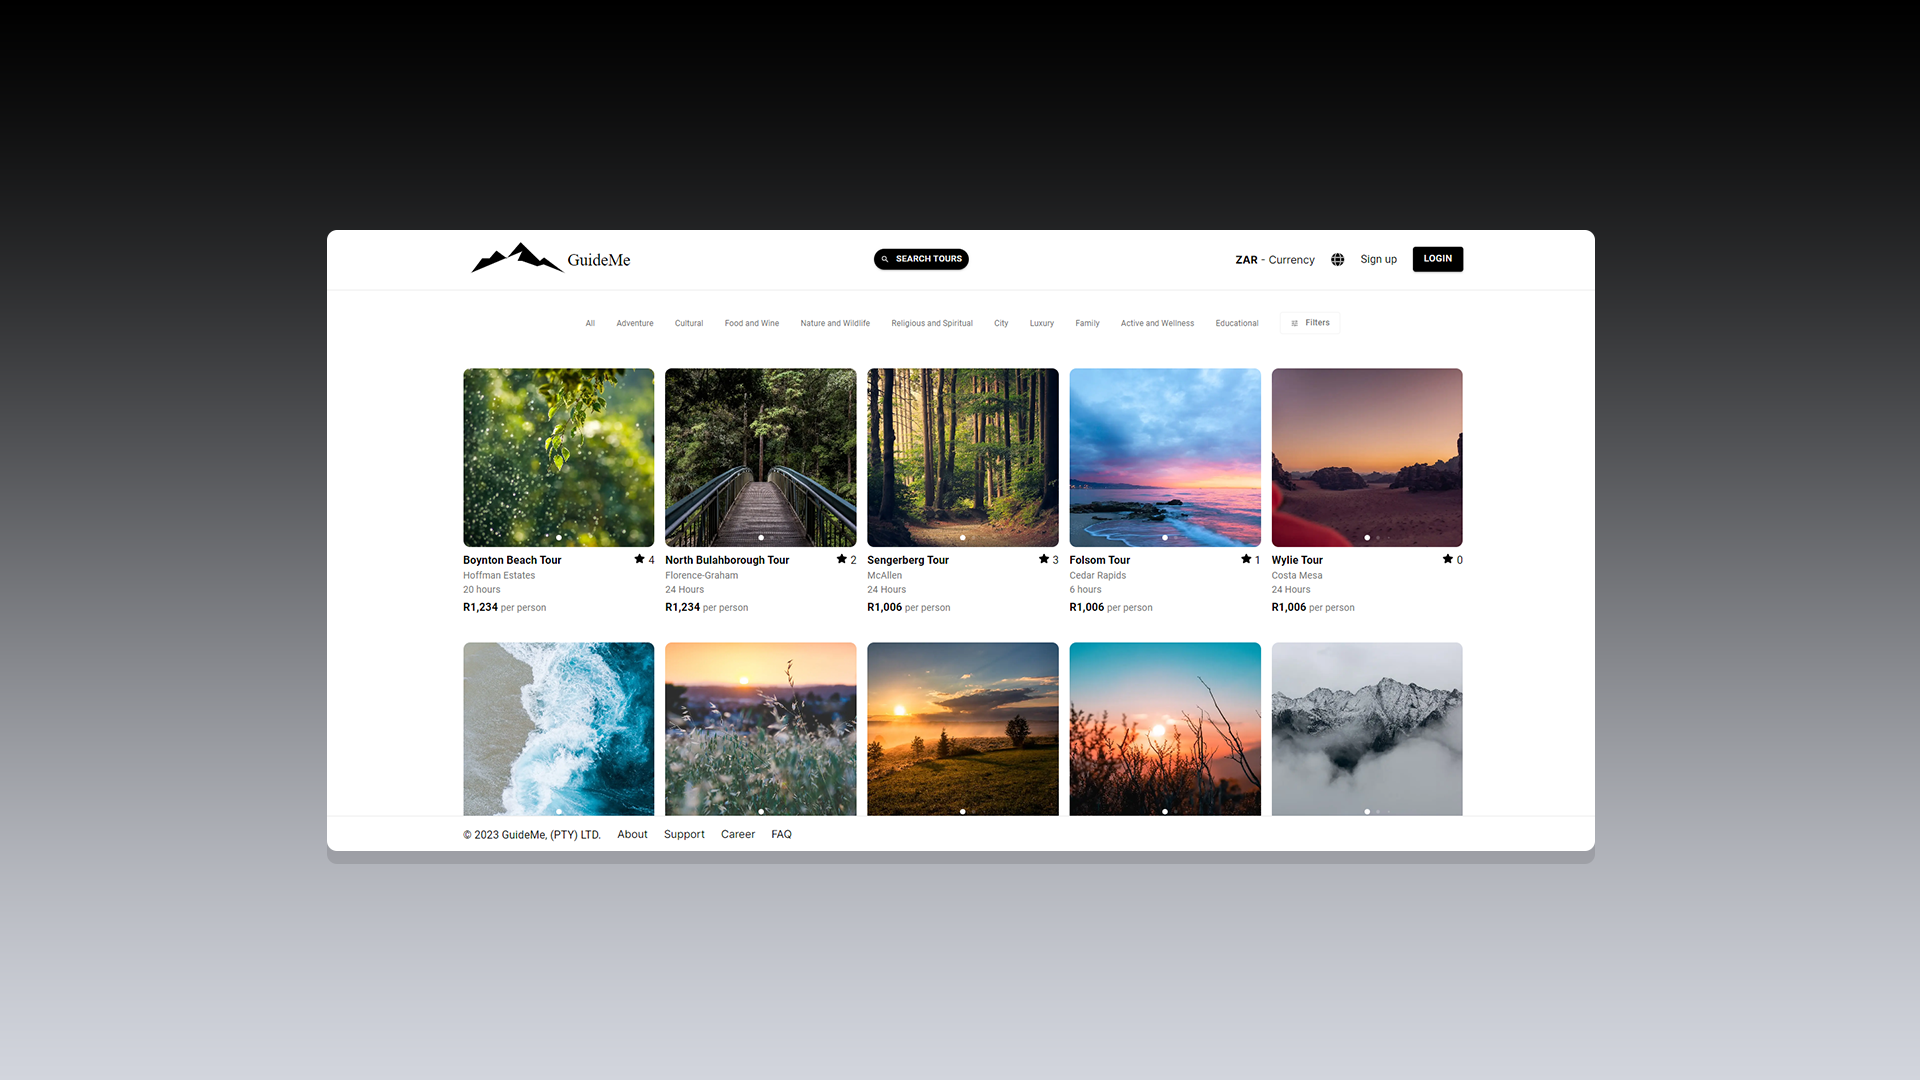 GuideMe
SEARCH TOURS
ZAR - Currency
Sign up
LOGIN
All
Adventure
Cultural
Food and Wine
Nature and Wildlife
Religious and Spiritual
City
Luxury
Family
Active and Wellness
Educational
Filters
Boynton Beach Tour 4
Hoffman Estates
20 hours
R1,234 per person
North Bulahborough Tour 2
Florence-Graham
24 Hours
R1,234 per person
Sengerberg Tour 3
McAllen
24 Hours
R1,006 per person
Folsom Tour 1
Cedar Rapids
6 hours
R1,006 per person
Wylie Tour 0
Costa Mesa
24 Hours
R1,006 per person
© 2023 GuideMe, (PTY) LTD.
About
Support
Career
FAQ